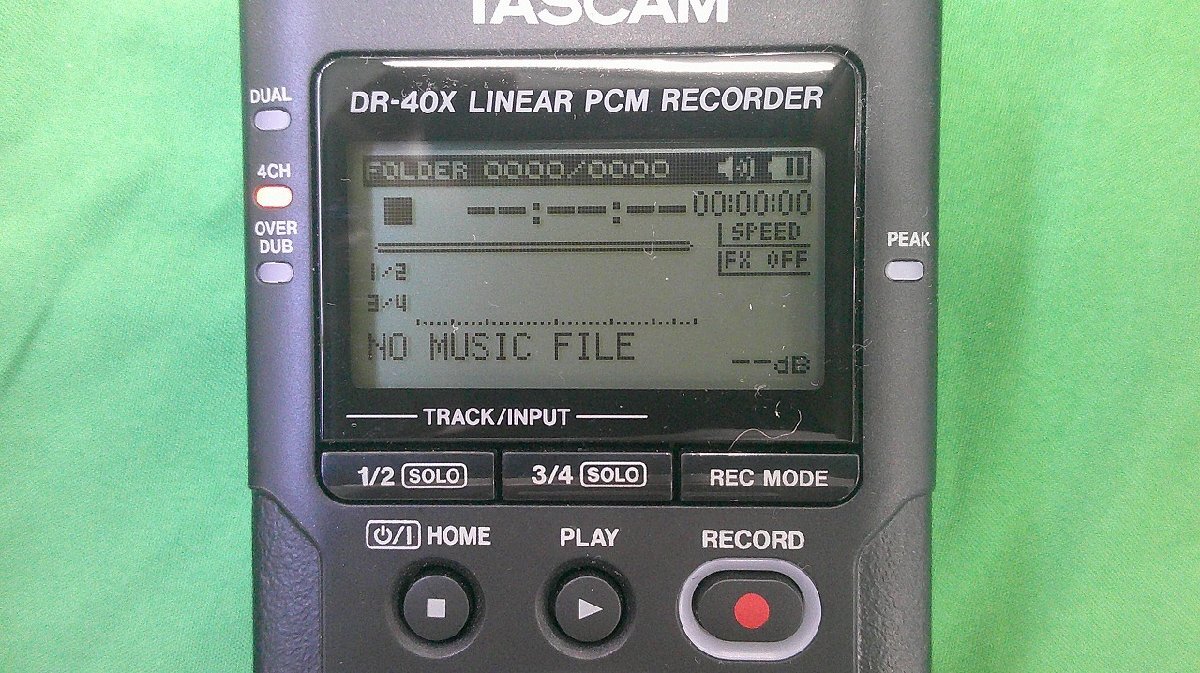 TASCAM
DR-40X LINEAR PCM RECORDER
DUAL
4CH
OVER
DUB
PEAK
FOLDER 0000/0000
--:--:-- 00:00:00
SPEED
FX OFF
1/2
3/4
NO MUSIC FILE
--dB
TRACK/INPUT
1/2 SOLO 3/4 SOLO REC MODE
⏻/I HOME PLAY RECORD